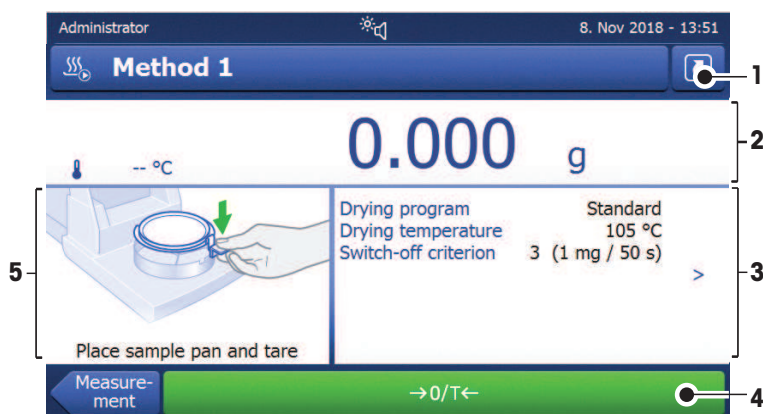 Administrator
8. Nov 2018 - 13:51
Method 1
1
0.000 g
-- °C
2
Drying program Standard
Drying temperature 105 °C
Switch-off criterion 3 (1 mg / 50 s)
>
3
5
Place sample pan and tare
Measure-
ment
→0/T←
4